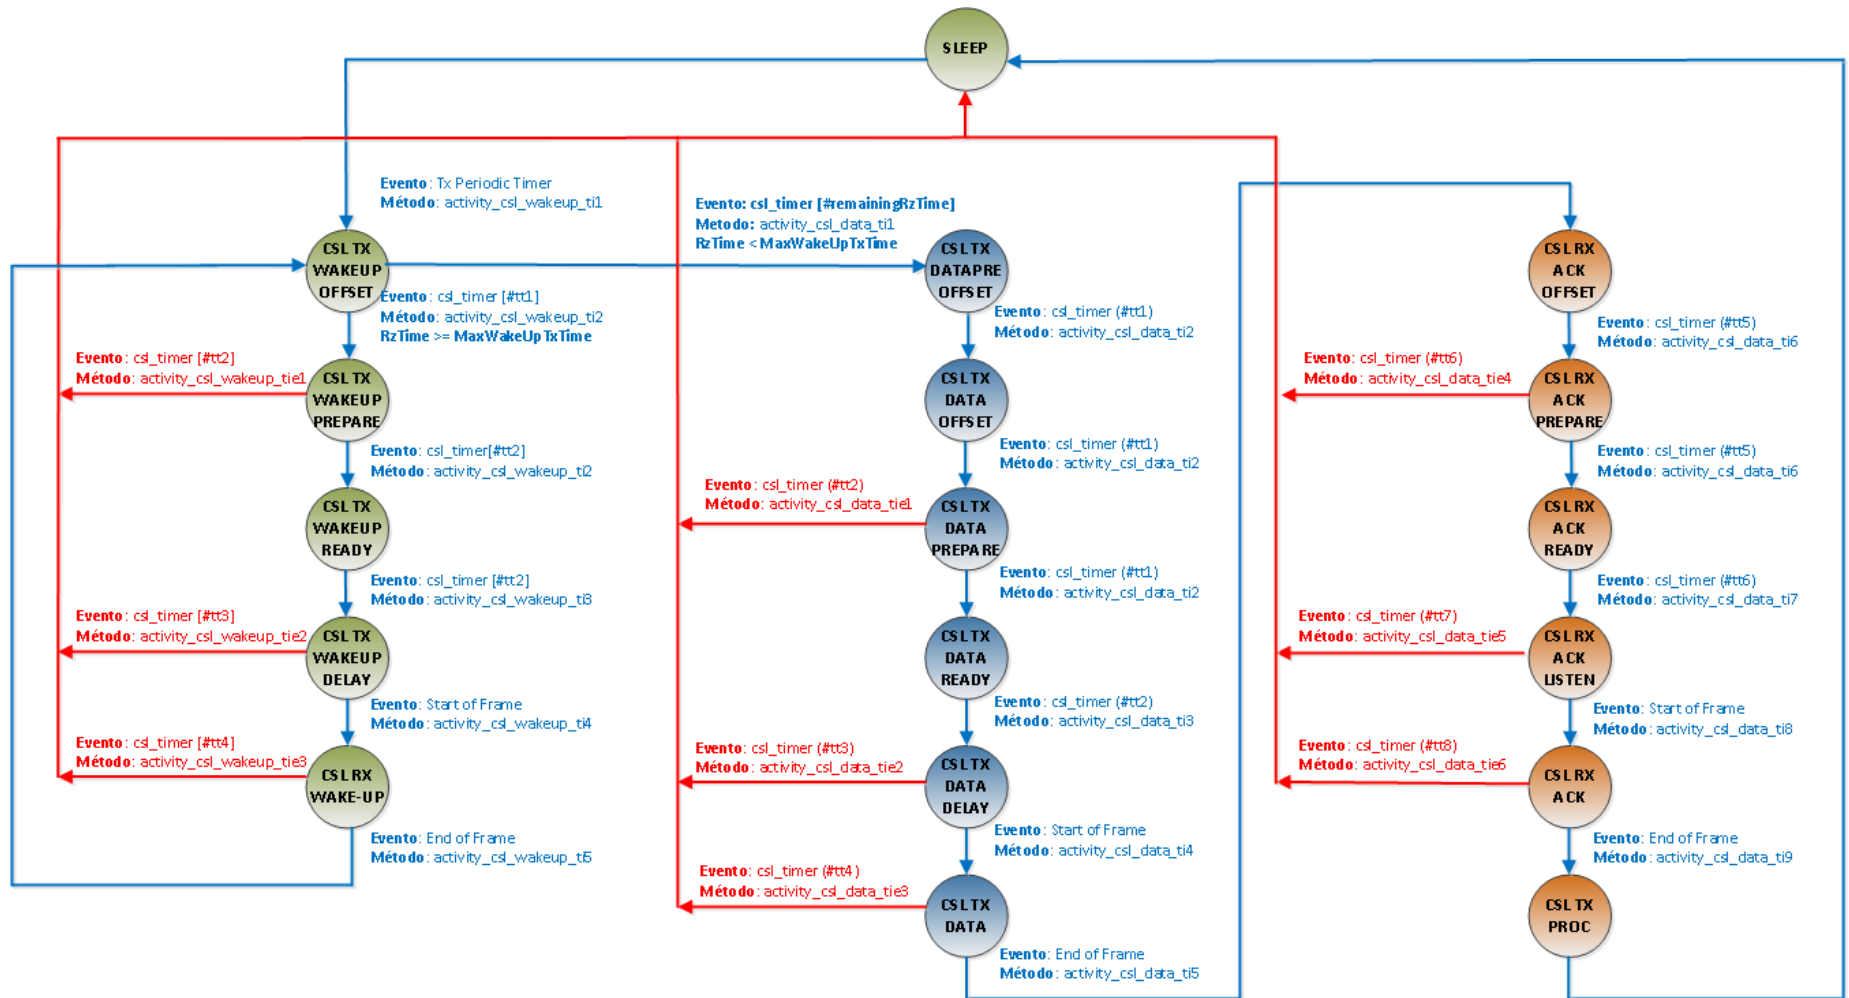 SLEEP
Evento: Tx Periodic Timer
Método: activity_csl_wakeup_ti1
CSL TX
WAKEUP
OFFSET
Evento: csl_timer [#tt1]
Método: activity_csl_wakeup_ti2
RzTime >= MaxWakeUpTxTime
Evento: csl_timer [#tt2]
Método: activity_csl_wakeup_tie1
CSL TX
WAKEUP
PREPARE
Evento: csl_timer[#tt2]
Método: activity_csl_wakeup_ti2
CSL TX
WAKEUP
READY
Evento: csl_timer [#tt2]
Método: activity_csl_wakeup_ti3
Evento: csl_timer [#tt3]
Método: activity_csl_wakeup_tie2
CSL TX
WAKEUP
DELAY
Evento: Start of Frame
Método: activity_csl_wakeup_ti4
Evento: csl_timer [#tt4]
Método: activity_csl_wakeup_tie3
CSL RX
WAKE-UP
Evento: End of Frame
Método: activity_csl_wakeup_ti5
Evento: csl_timer [#remainingRzTime]
Metodo: activity_csl_data_ti1
RzTime < MaxWakeUpTxTime
CSL TX
DATAPRE
OFFSET
Evento: csl_timer (#tt1)
Método: activity_csl_data_ti2
CSL TX
DATA
OFFSET
Evento: csl_timer (#tt1)
Método: activity_csl_data_ti2
Evento: csl_timer (#tt2)
Método: activity_csl_data_tie1
CSL TX
DATA
PREPARE
Evento: csl_timer (#tt1)
Método: activity_csl_data_ti2
CSL TX
DATA
READY
Evento: csl_timer (#tt2)
Método: activity_csl_data_ti3
Evento: csl_timer (#tt3)
Método: activity_csl_data_tie2
CSL TX
DATA
DELAY
Evento: Start of Frame
Método: activity_csl_data_ti4
Evento: csl_timer (#tt4)
Método: activity_csl_data_tie3
CSL TX
DATA
Evento: End of Frame
Método: activity_csl_data_ti5
CSL RX
ACK
OFFSET
Evento: csl_timer (#tt5)
Método: activity_csl_data_ti6
Evento: csl_timer (#tt6)
Método: activity_csl_data_tie4
CSL RX
ACK
PREPARE
Evento: csl_timer (#tt5)
Método: activity_csl_data_ti6
CSL RX
ACK
READY
Evento: csl_timer (#tt6)
Método: activity_csl_data_ti7
Evento: csl_timer (#tt7)
Método: activity_csl_data_tie5
CSL RX
ACK
LISTEN
Evento: Start of Frame
Método: activity_csl_data_ti8
Evento: csl_timer (#tt8)
Método: activity_csl_data_tie6
CSL RX
ACK
Evento: End of Frame
Método: activity_csl_data_ti9
CSL TX
PROC